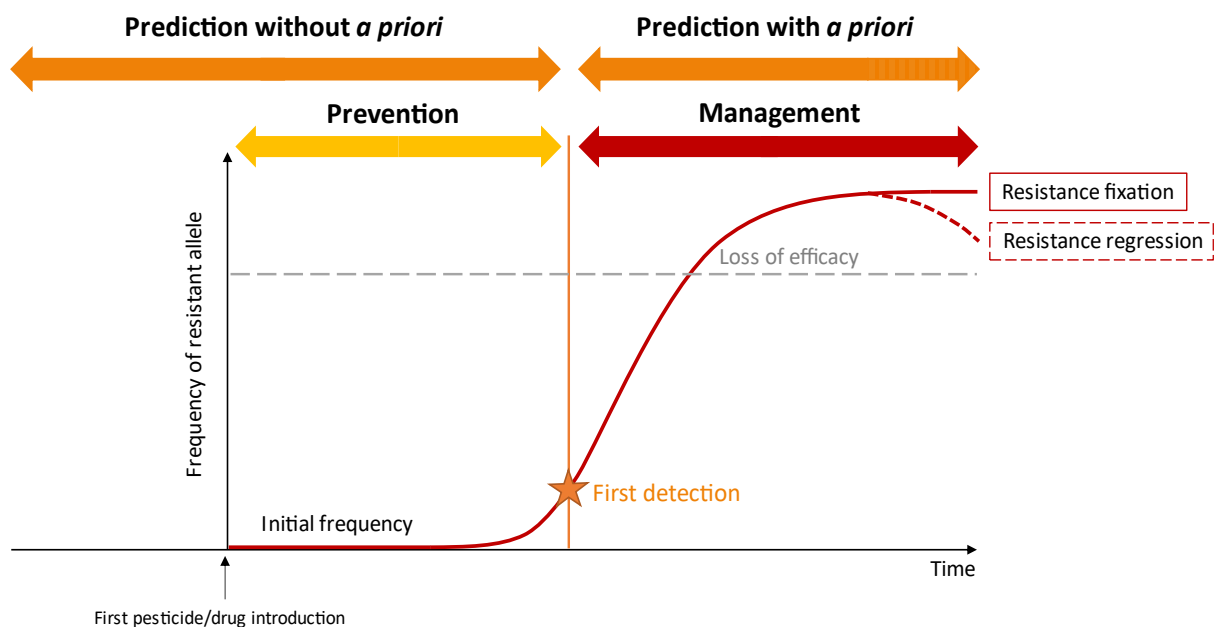 Prediction without a priori
Prediction with a priori
Prevention
Management
Resistance fixation
Resistance regression
Loss of efficacy
Frequency of resistant allele
First detection
Initial frequency
Time
First pesticide/drug introduction